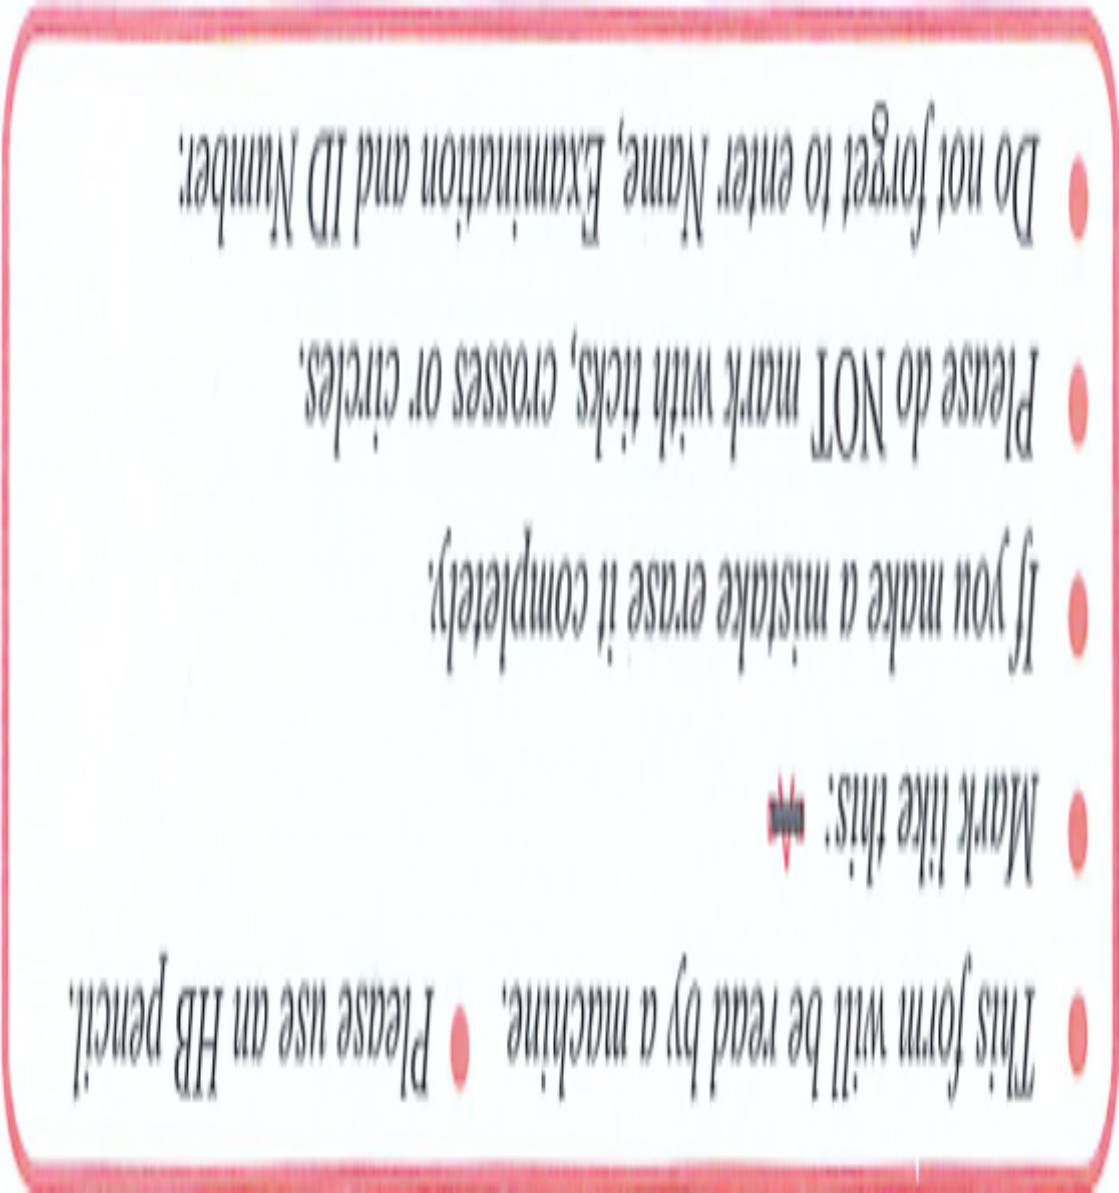 This form will be read by a machine. • Please use an HB pencil.
• Mark like this:
• If you make a mistake erase it completely.
• Please do NOT mark with ticks, crosses or circles.
• Do not forget to enter Name, Examination and ID Number.